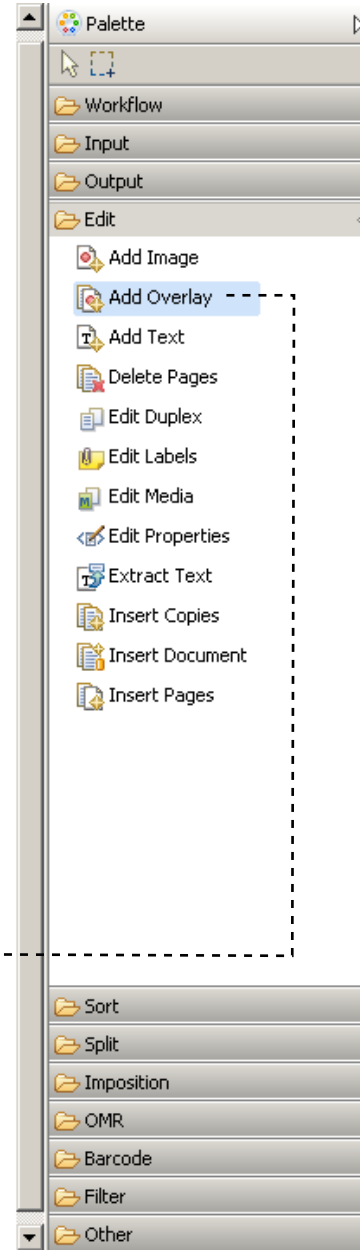 Palette
Workflow
Input
Output
Edit
Add Image
Add Overlay
Add Text
Delete Pages
Edit Duplex
Edit Labels
Edit Media
Edit Properties
Extract Text
Insert Copies
Insert Document
Insert Pages
Sort
Split
Imposition
OMR
Barcode
Filter
Other